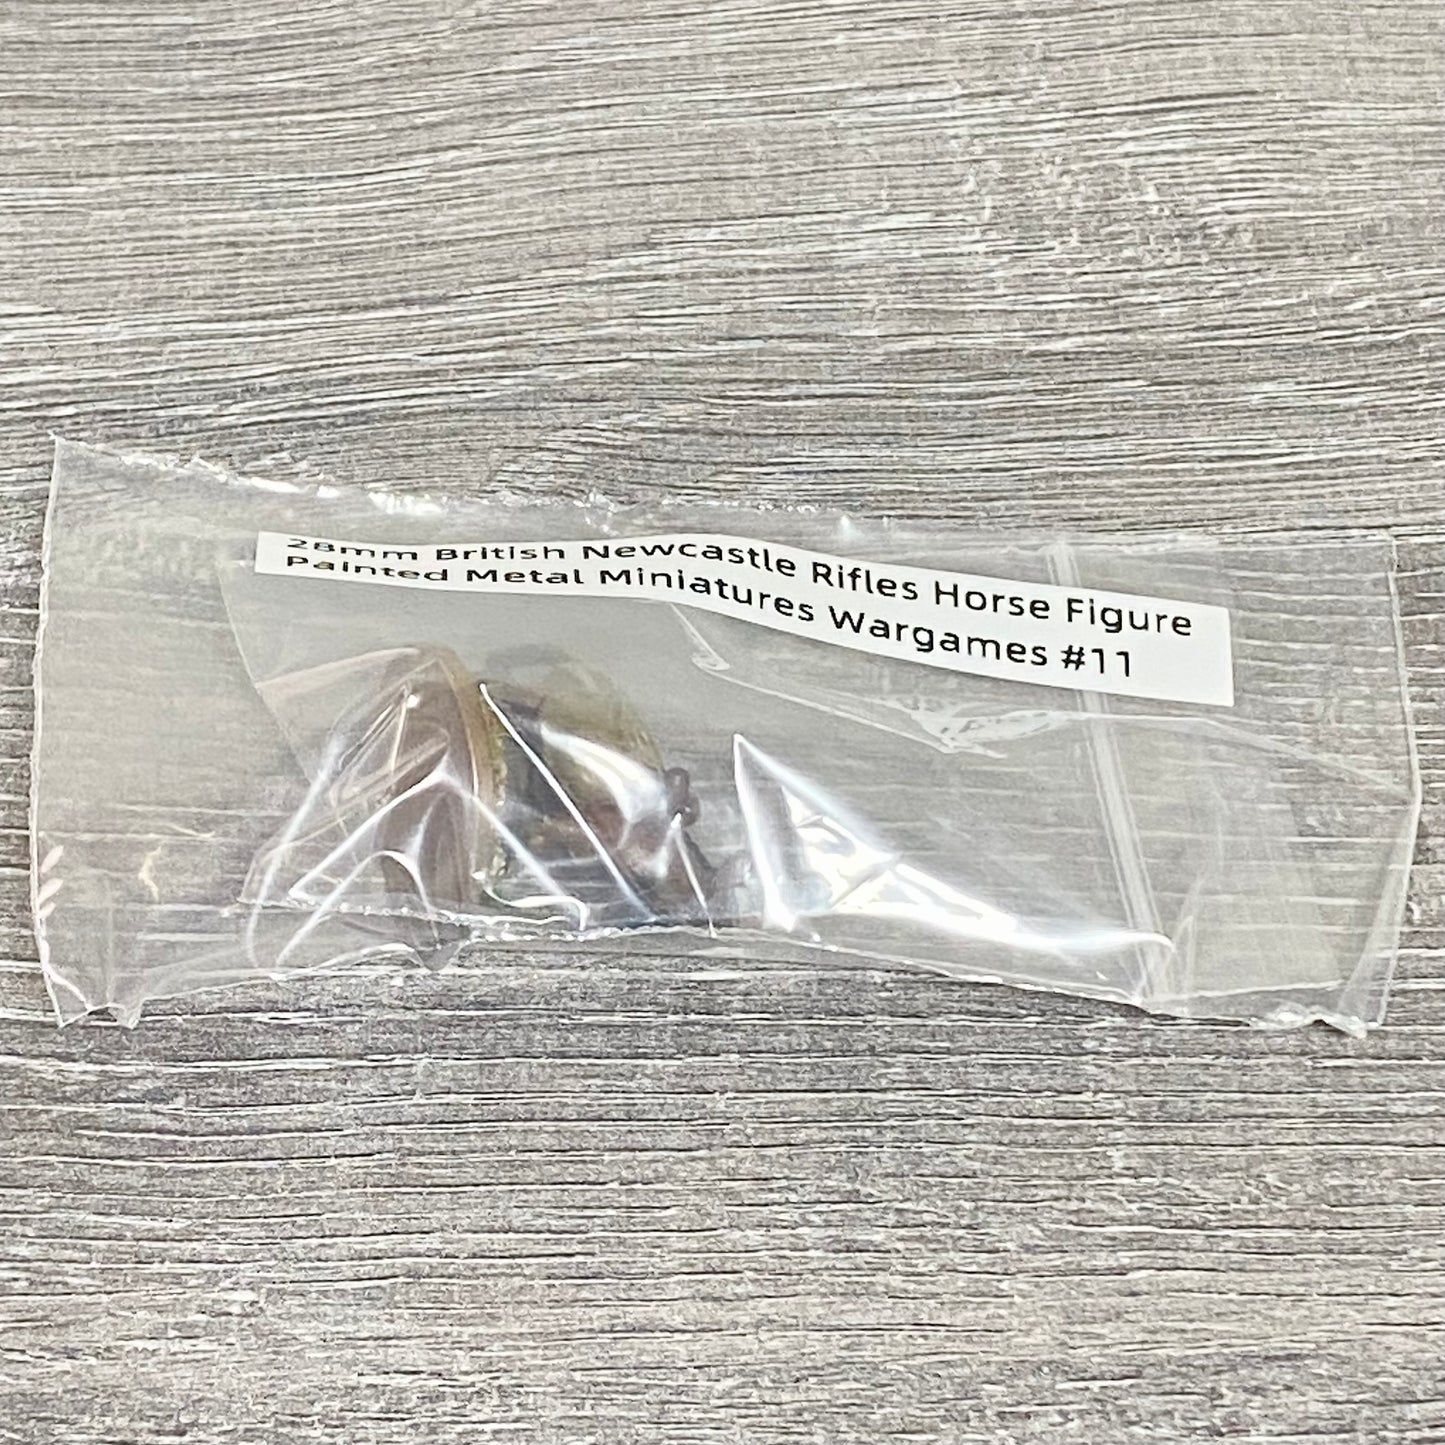 28mm British Newcastle Rifles Horse Figure
Painted Metal Miniatures Wargames #11